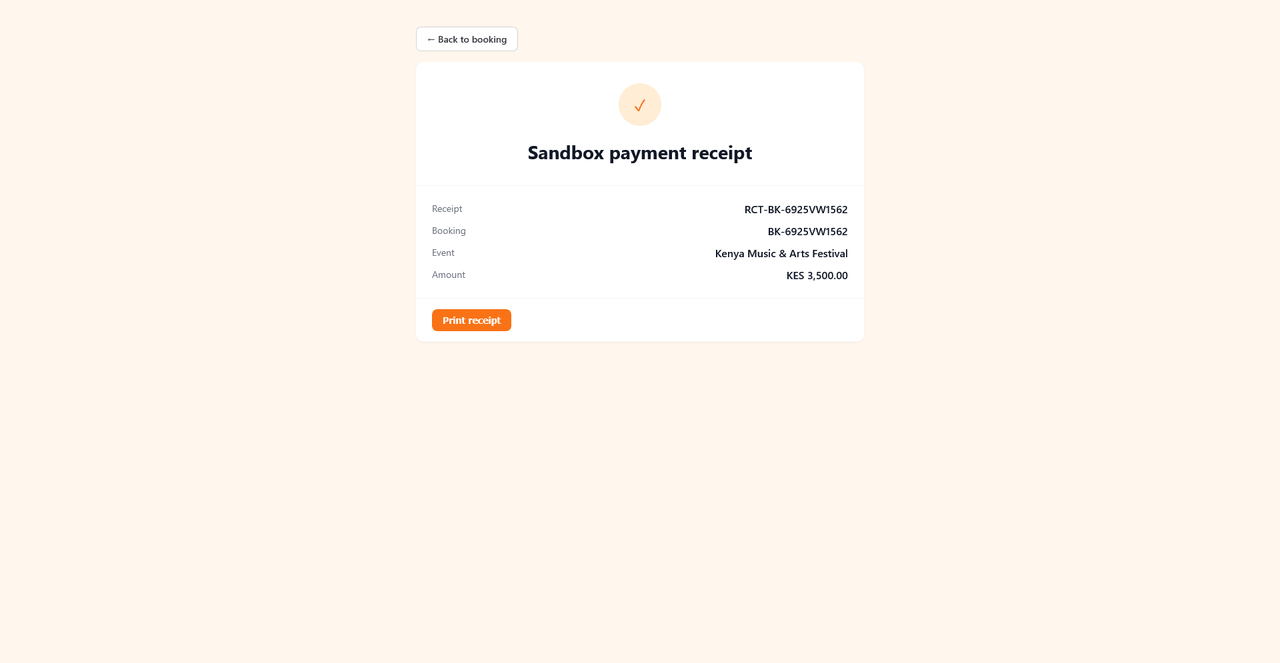 ← Back to booking
✓
Sandbox payment receipt
Receipt RCT-BK-6925VW1562
Booking BK-6925VW1562
Event Kenya Music & Arts Festival
Amount KES 3,500.00
Print receipt